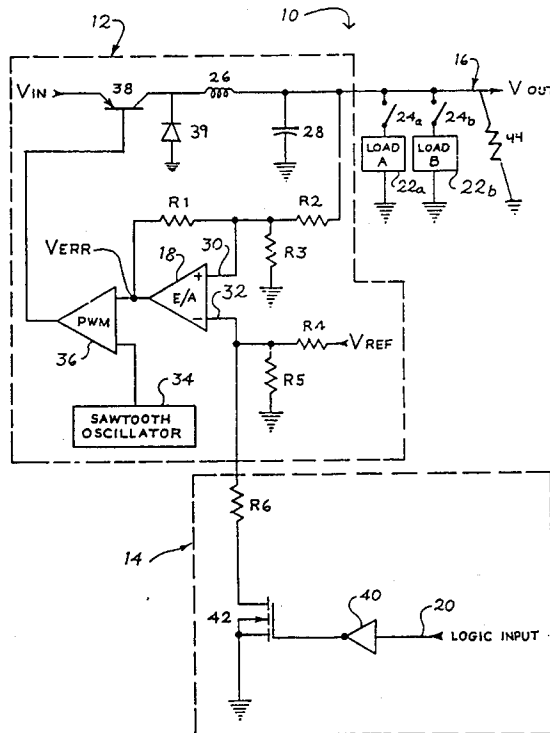 10
12
VIN
38
26
16
VOUT
39
28
24a
24b
44
LOAD
A
LOAD
B
22a
22b
R1
R2
VERR
18
30
R3
+
E/A
32
−
PWM
36
R4
VREF
R5
34
SAWTOOTH
OSCILLATOR
R6
14
42
40
20
LOGIC INPUT